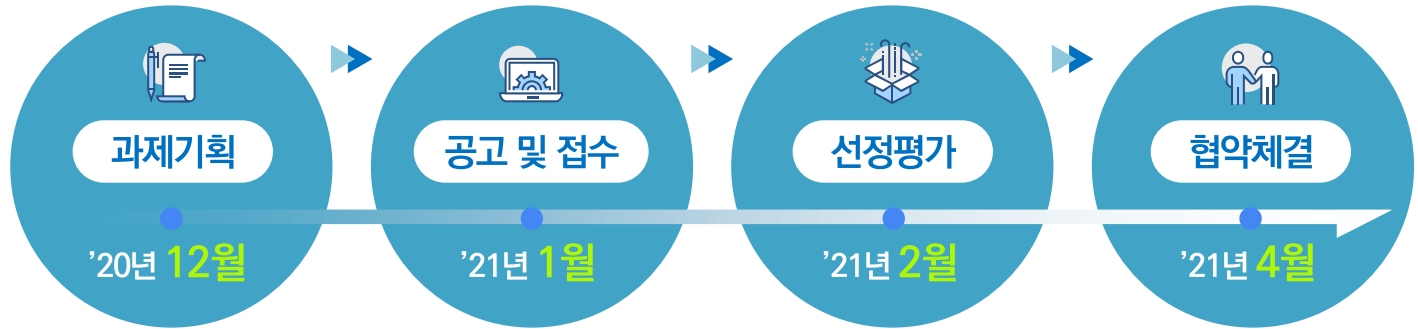 과제기획
공고 및 접수
선정평가
협약체결
’20년 12월
’21년 1월
’21년 2월
’21년 4월